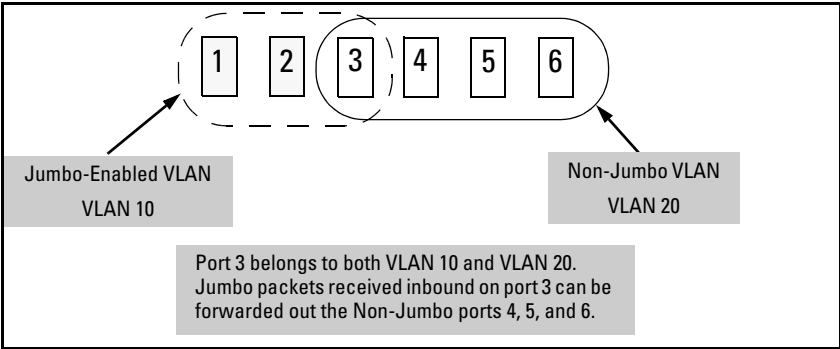 1 2 3 4 5 6
Jumbo-Enabled VLAN
VLAN 10
Non-Jumbo VLAN
VLAN 20
Port 3 belongs to both VLAN 10 and VLAN 20.
Jumbo packets received inbound on port 3 can be
forwarded out the Non-Jumbo ports 4, 5, and 6.